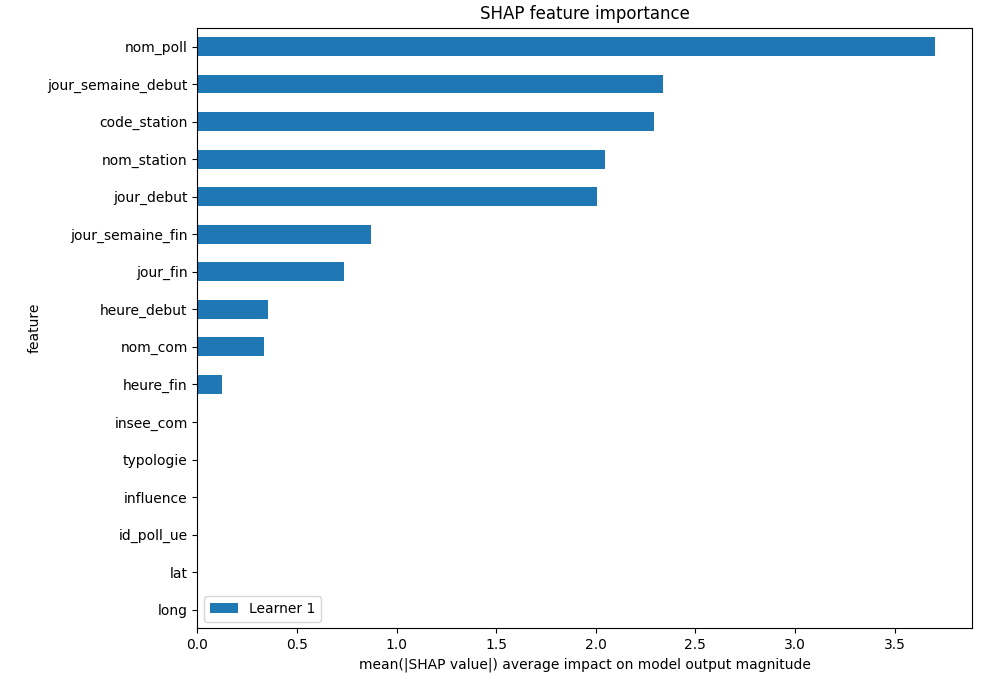 SHAP feature importance
nom_poll
jour_semaine_debut
code_station
nom_station
jour_debut
jour_semaine_fin
jour_fin
heure_debut
nom_com
heure_fin
insee_com
typologie
influence
id_poll_ue
lat
long
feature
Learner 1
0.0 0.5 1.0 1.5 2.0 2.5 3.0 3.5
mean(|SHAP value|) average impact on model output magnitude